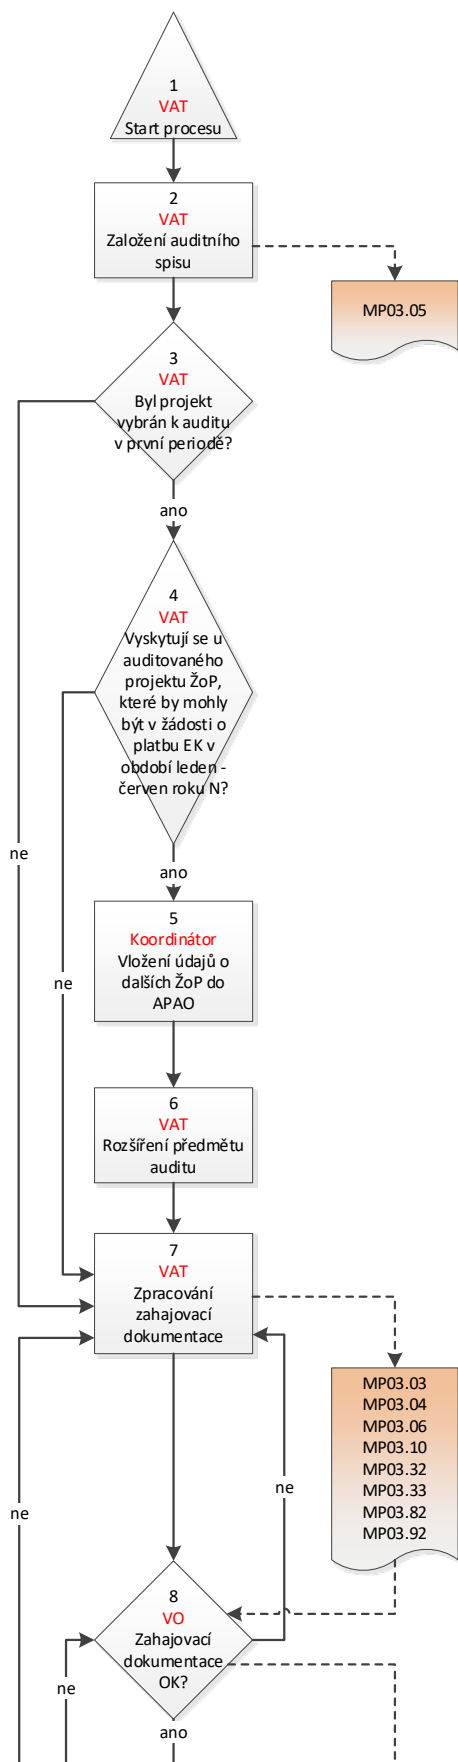 1
VAT
Start procesu
2
VAT
Založení auditního
spisu
MP03.05
3
VAT
Byl projekt
vybrán k auditu
v první periodě?
ano
4
VAT
Vyskytují se u
auditovaného
projektu ŽoP,
které by mohly
být v žádosti o
platbu EK v
období leden -
červen roku N?
ne
ano
5
Koordinátor
Vložení údajů o
dalších ŽoP do
APAO
ne
6
VAT
Rozšíření předmětu
auditu
7
VAT
Zpracování
zahajovací
dokumentace
MP03.03
MP03.04
MP03.06
MP03.10
MP03.32
MP03.33
MP03.82
MP03.92
ne
ne
8
VO
Zahajovací
dokumentace
OK?
ne
ano